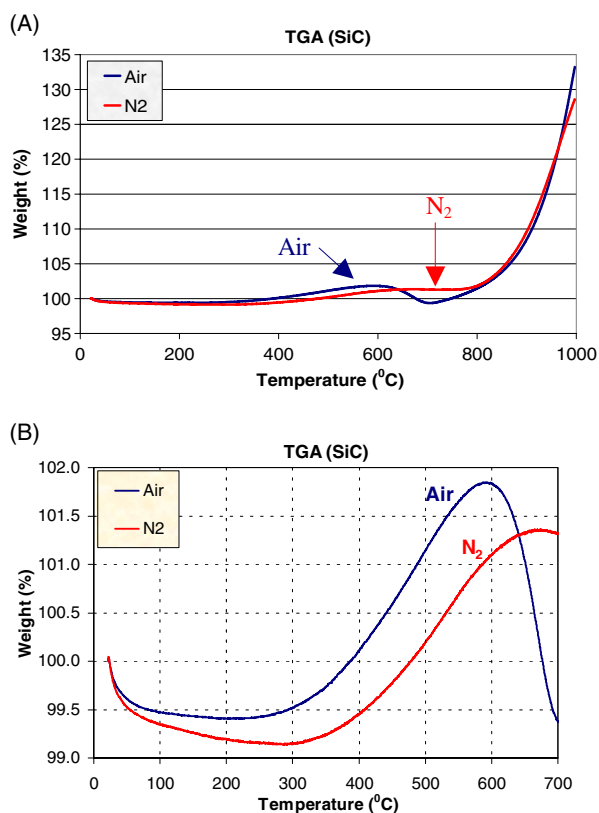 (A)
TGA (SiC)
135
130
125
120
115
110
105
100
95
Weight (%)
Air
N2
Air
N₂
0
200
400
600
800
1000
Temperature (⁰C)
(B)
TGA (SiC)
102.0
101.5
101.0
100.5
100.0
99.5
99.0
Weight (%)
Air
N2
Air
N₂
0
100
200
300
400
500
600
700
Temperature (⁰C)